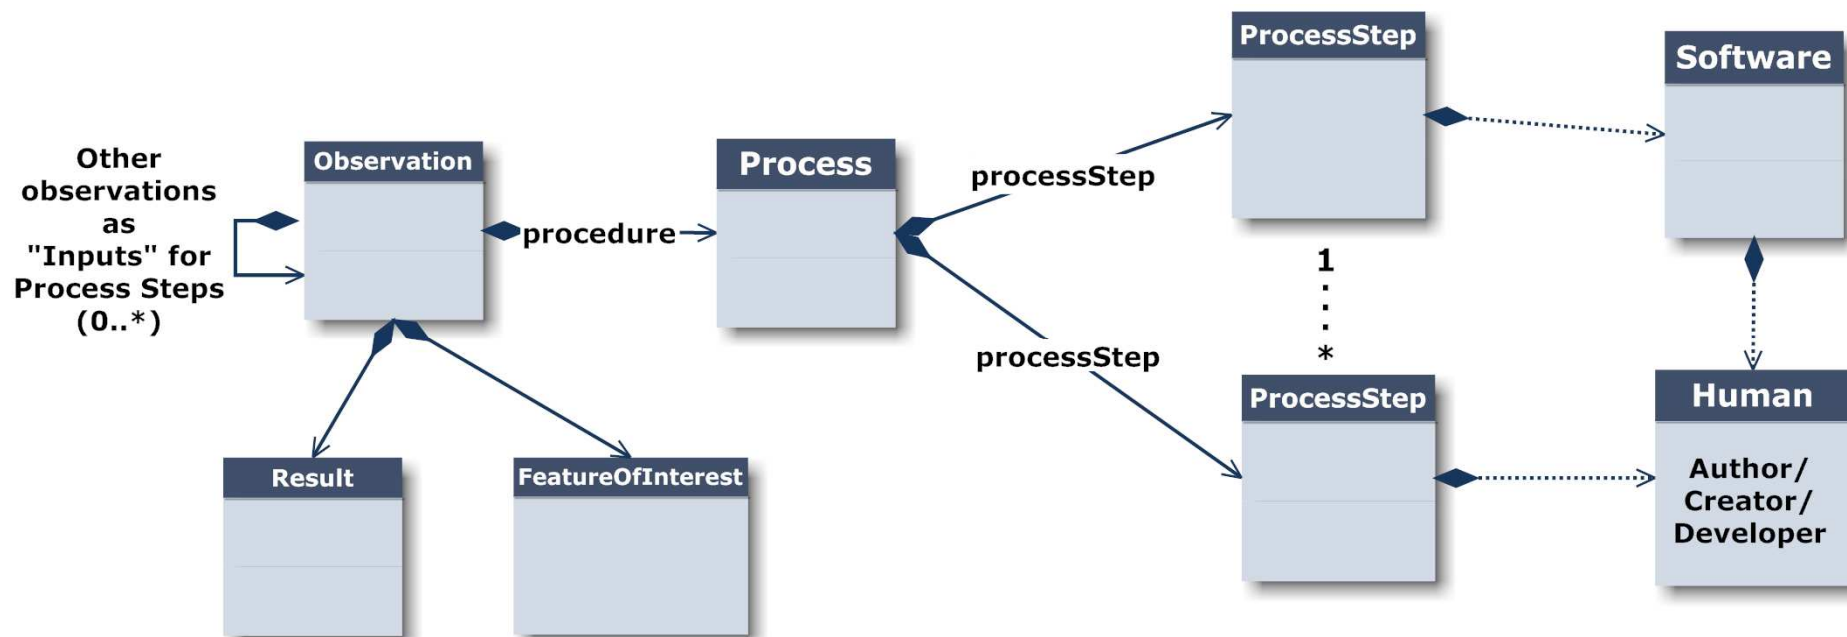 Other
observations
as
"Inputs" for
Process Steps
(0..*)
Observation
procedure
Process
processStep
processStep
ProcessStep
1
.
.
.
*
ProcessStep
Software
Human
Author/
Creator/
Developer
Result
FeatureOfInterest